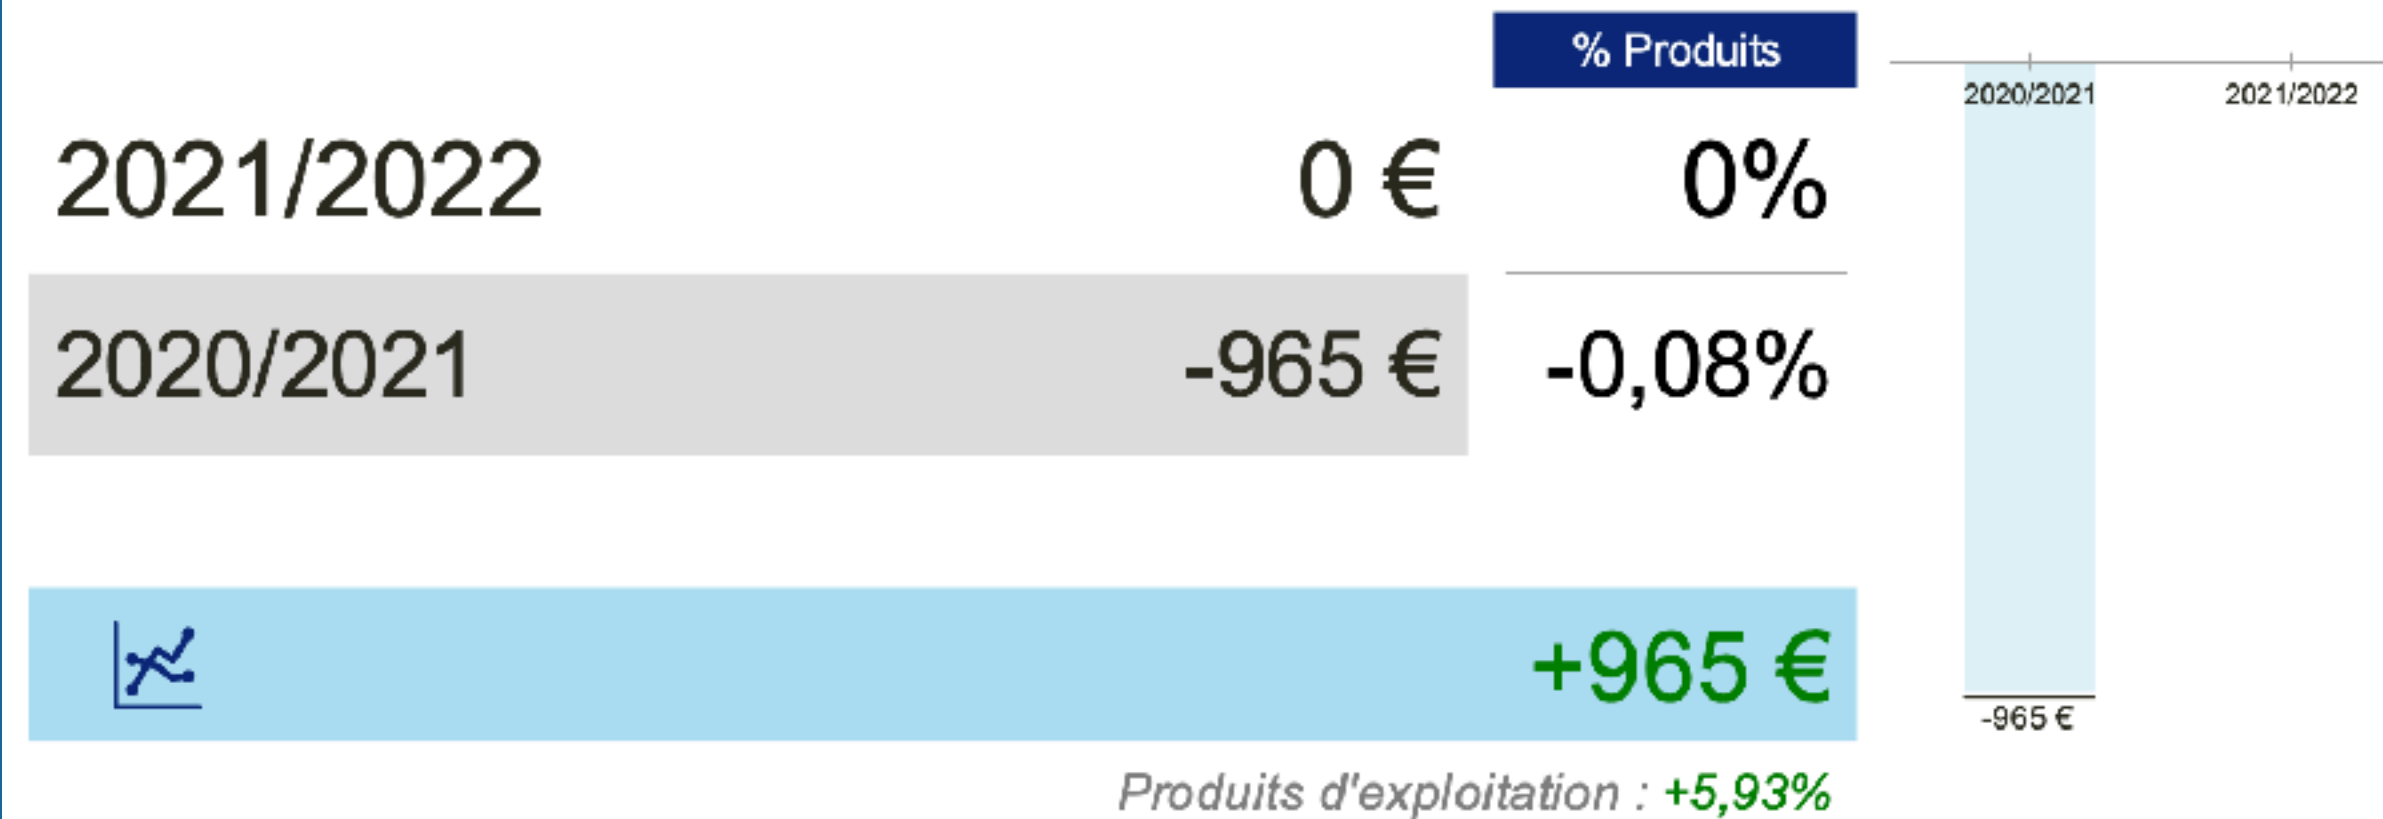 % Produits
2021/2022 0 € 0%
2020/2021 -965 € -0,08%
+965 €
Produits d'exploitation : +5,93%
2020/2021 2021/2022
-965 €